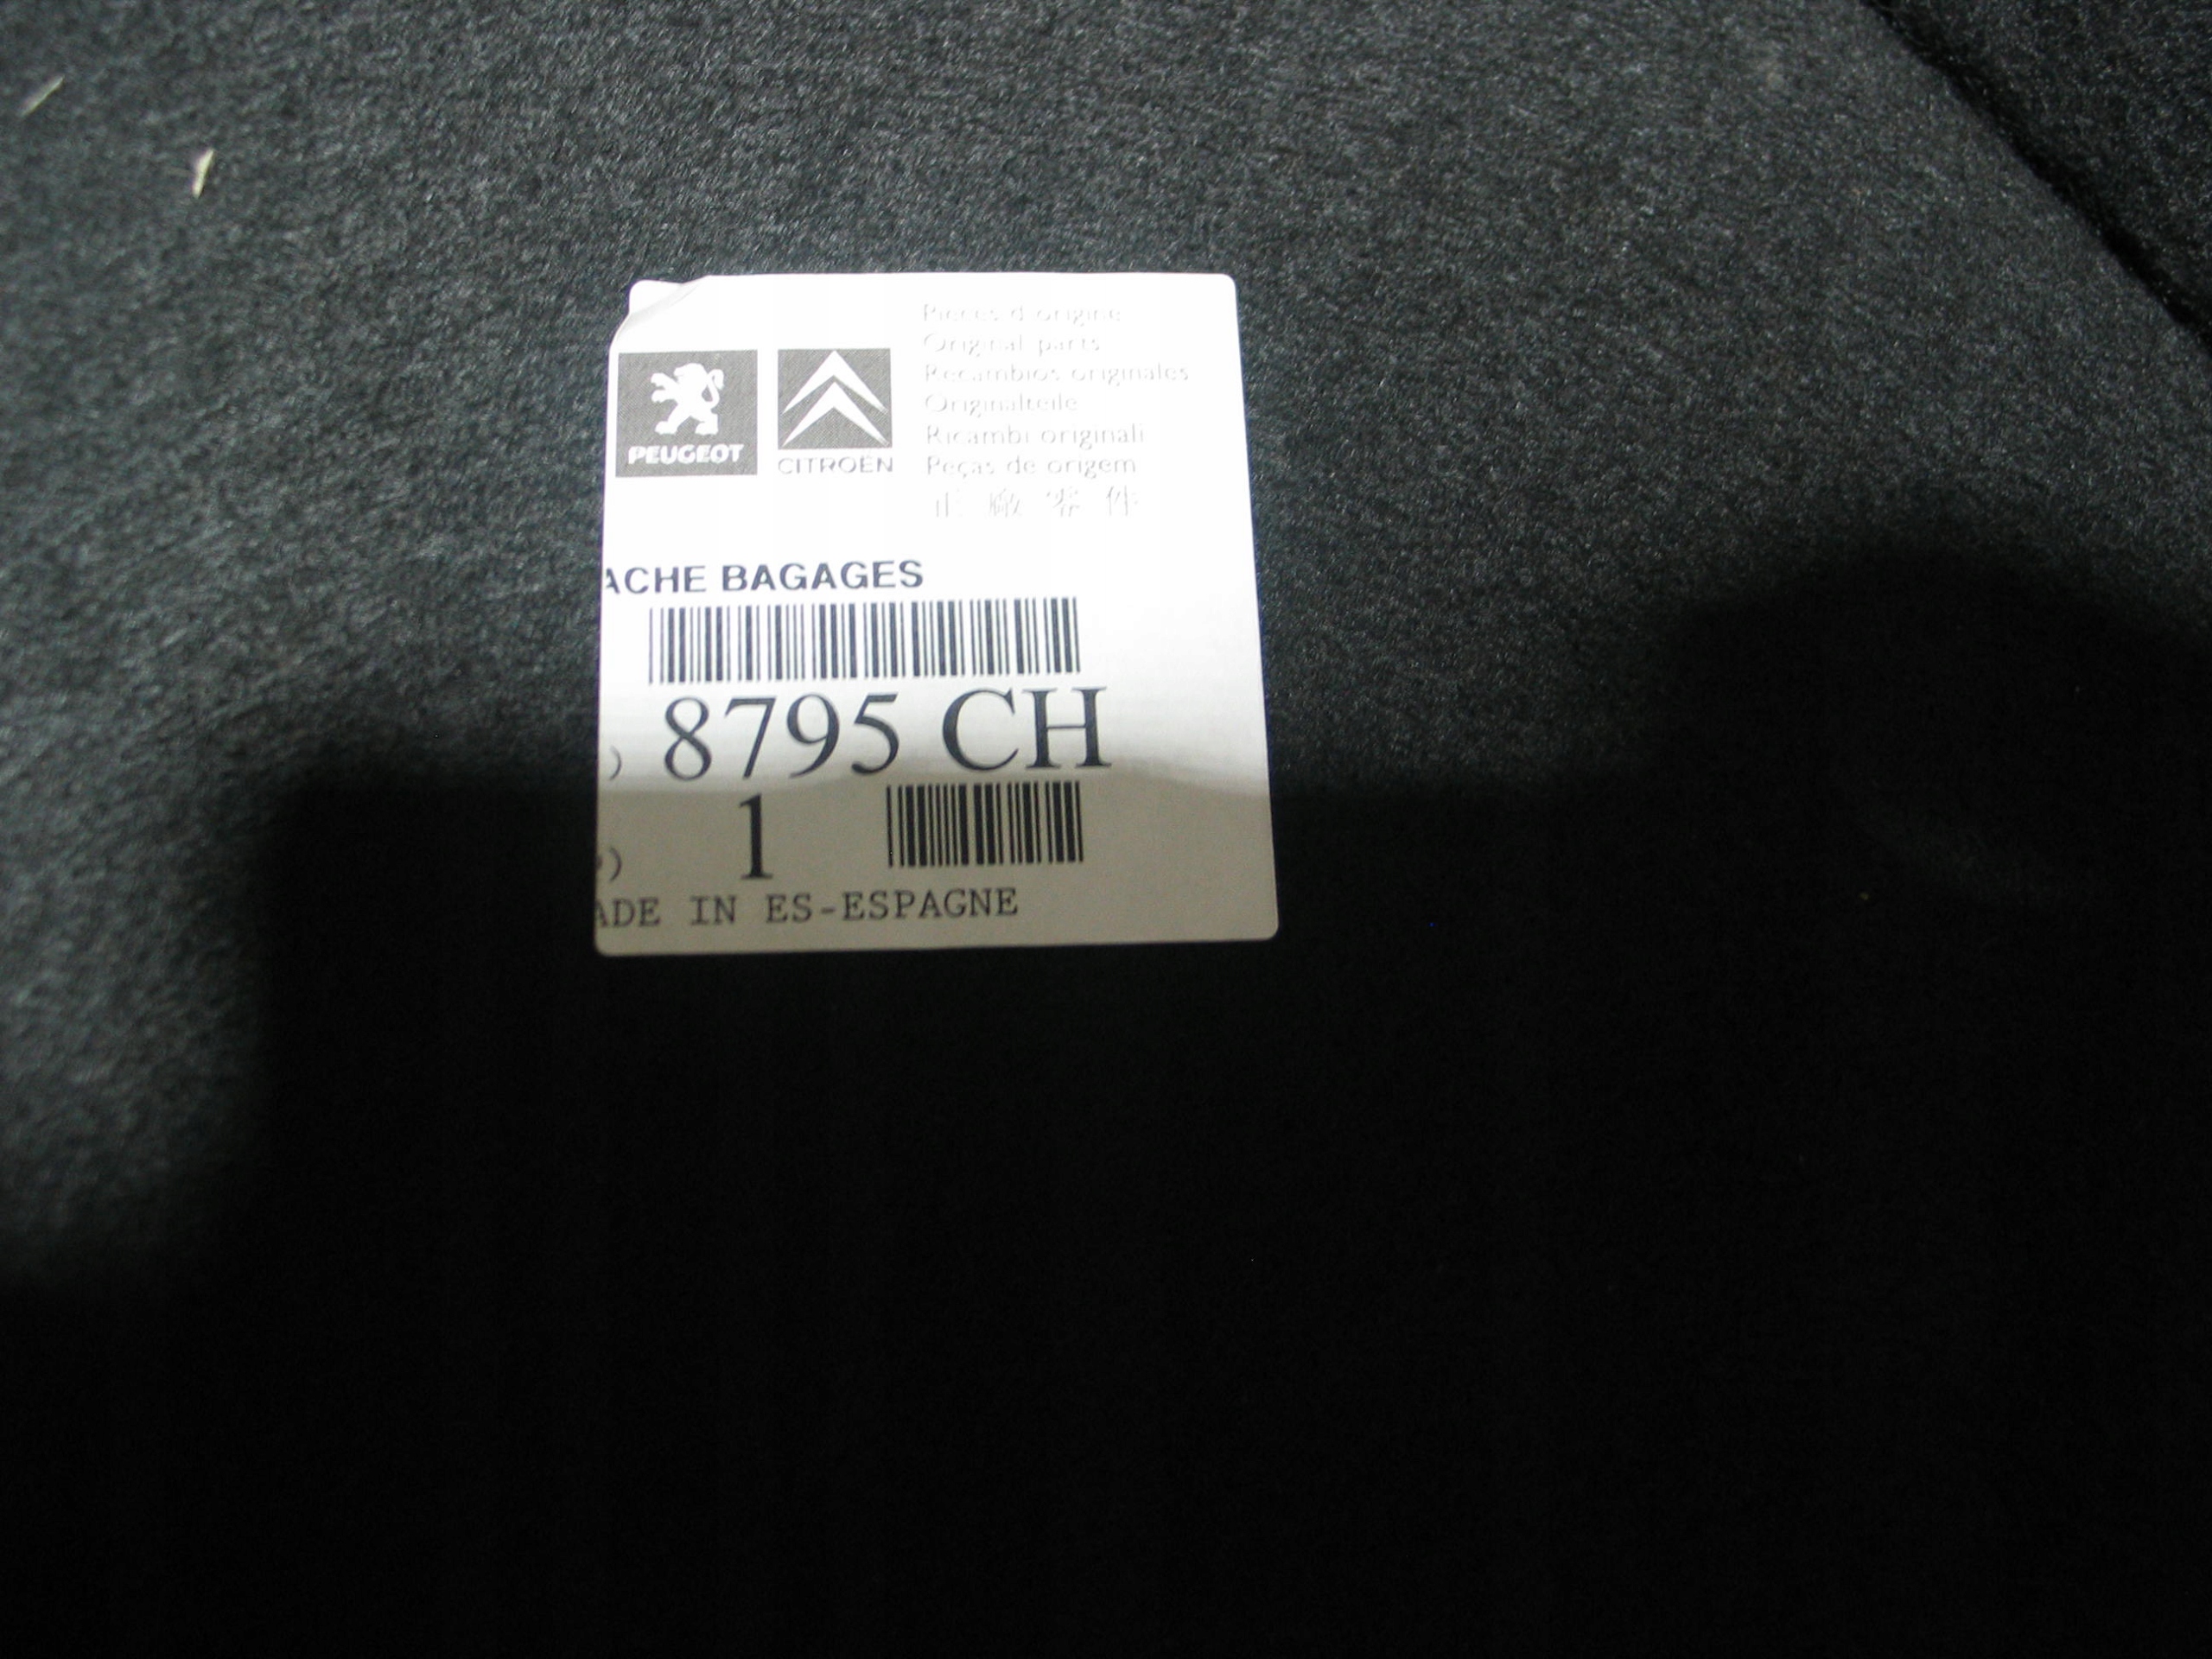 Pièces d'origine
Original parts
Recambios originales
Originalteile
Ricambi originali
Peças de origem
正廠零件
PEUGEOT
CITROËN
ACHE BAGAGES
) 8795 CH
) 1
ADE IN ES-ESPAGNE